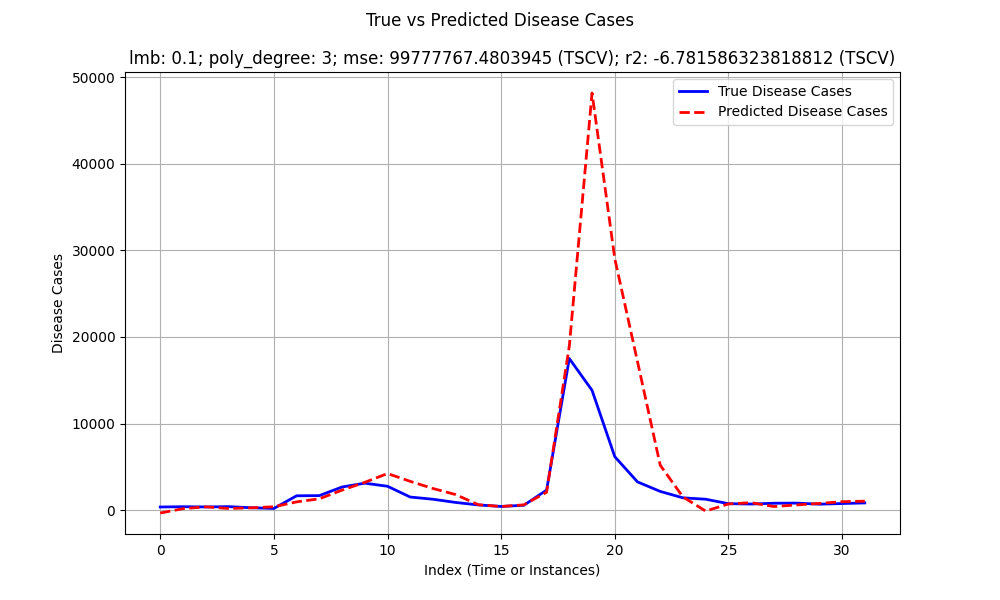 True vs Predicted Disease Cases
lmb: 0.1; poly_degree: 3; mse: 99777767.4803945 (TSCV); r2: -6.781586323818812 (TSCV)
50000
40000
30000
20000
10000
0
Disease Cases
True Disease Cases
Predicted Disease Cases
0 5 10 15 20 25 30
Index (Time or Instances)